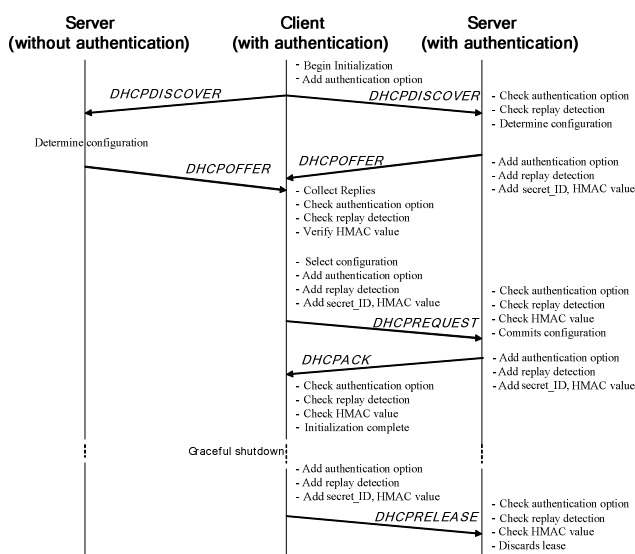 Server
(without authentication)
Client
(with authentication)
Server
(with authentication)
- Begin Initialization
- Add authentication option
DHCPDISCOVER
DHCPDISCOVER
- Check authentication option
- Check replay detection
- Determine configuration
Determine configuration
DHCPOFFER
DHCPOFFER
- Add authentication option
- Add replay detection
- Add secret_ID, HMAC value
- Collect Replies
- Check authentication option
- Check replay detection
- Verify HMAC value
- Select configuration
- Add authentication option
- Add replay detection
- Add secret_ID, HMAC value
DHCPREQUEST
- Check authentication option
- Check replay detection
- Check HMAC value
- Commits configuration
DHCPACK
- Add authentication option
- Add replay detection
- Add secret_ID, HMAC value
- Check authentication option
- Check replay detection
- Check HMAC value
- Initialization complete
Graceful shutdown
- Add authentication option
- Add replay detection
- Add secret_ID, HMAC value
DHCPRELEASE
- Check authentication option
- Check replay detection
- Check HMAC value
- Discards lease